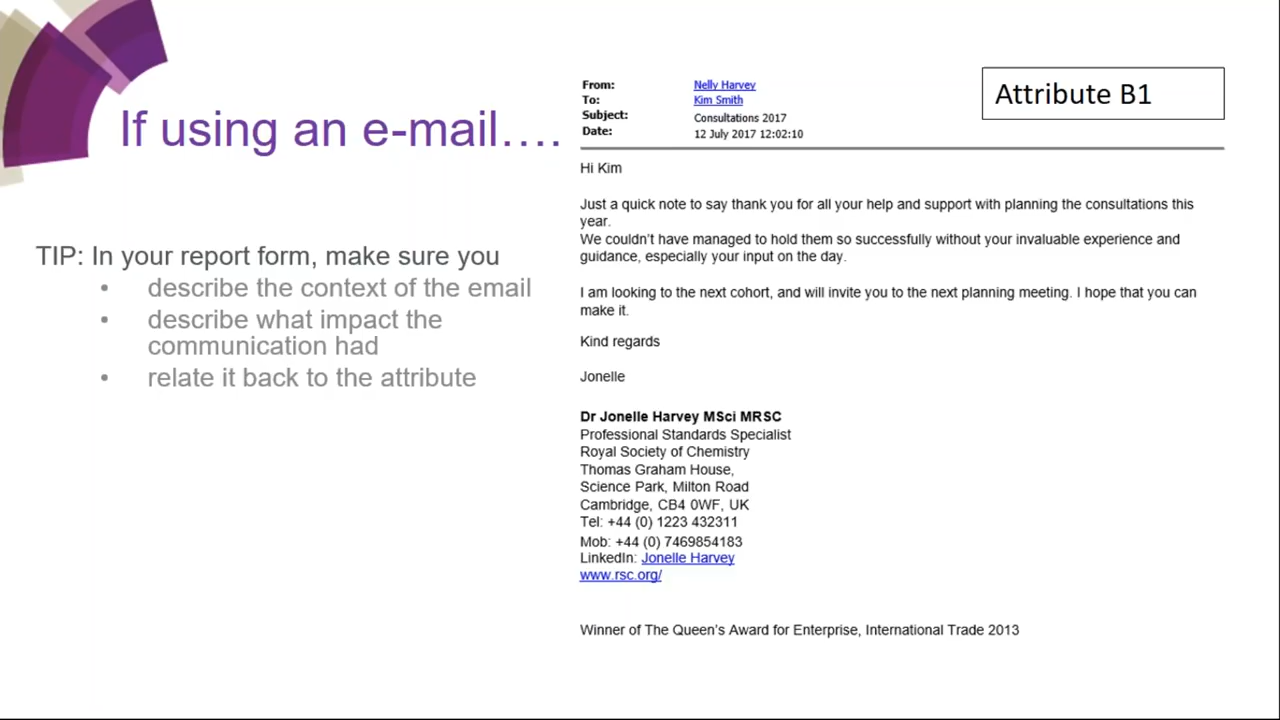 If using an e-mail….
TIP: In your report form, make sure you
• describe the context of the email
• describe what impact the
communication had
• relate it back to the attribute
Attribute B1
From: Nelly Harvey
To: Kim Smith
Subject: Consultations 2017
Date: 12 July 2017 12:02:10
Hi Kim
Just a quick note to say thank you for all your help and support with planning the consultations this
year.
We couldn't have managed to hold them so successfully without your invaluable experience and
guidance, especially your input on the day.
I am looking to the next cohort, and will invite you to the next planning meeting. I hope that you can
make it.
Kind regards
Jonelle
Dr Jonelle Harvey MSci MRSC
Professional Standards Specialist
Royal Society of Chemistry
Thomas Graham House,
Science Park, Milton Road
Cambridge, CB4 0WF, UK
Tel: +44 (0) 1223 432311
Mob: +44 (0) 7469854183
LinkedIn: Jonelle Harvey
www.rsc.org/
Winner of The Queen's Award for Enterprise, International Trade 2013